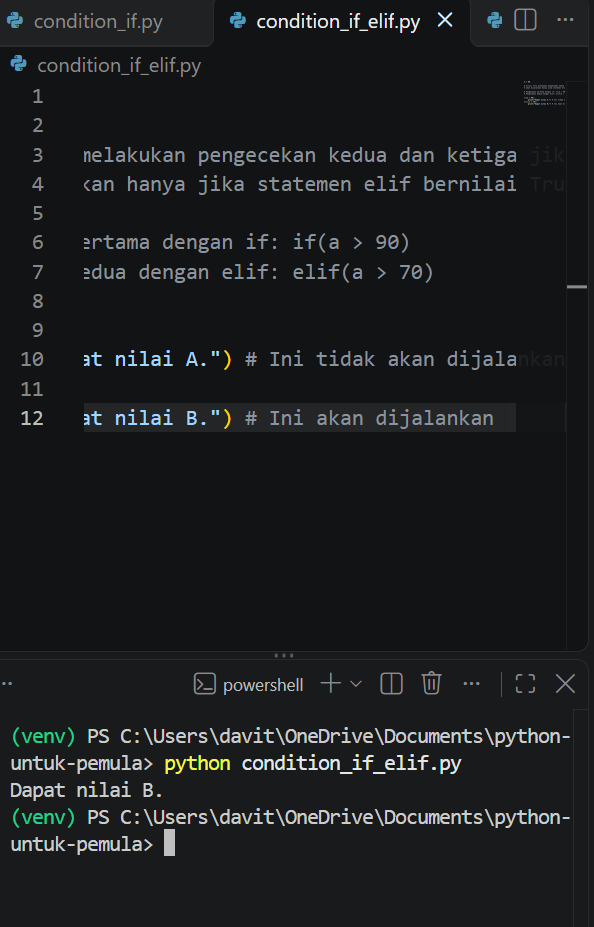 condition_if.py
condition_if_elif.py
condition_if_elif.py
1
2
3 melakukan pengecekan kedua dan ketiga jik
4 kan hanya jika statemen elif bernilai Tru
5
6 ertama dengan if: if(a > 90)
7 edua dengan elif: elif(a > 70)
8
9
10 at nilai A.") # Ini tidak akan dijalankan
11
12 at nilai B.") # Ini akan dijalankan
powershell
(venv) PS C:\Users\davit\OneDrive\Documents\python-
untuk-pemula> python condition_if_elif.py
Dapat nilai B.
(venv) PS C:\Users\davit\OneDrive\Documents\python-
untuk-pemula>